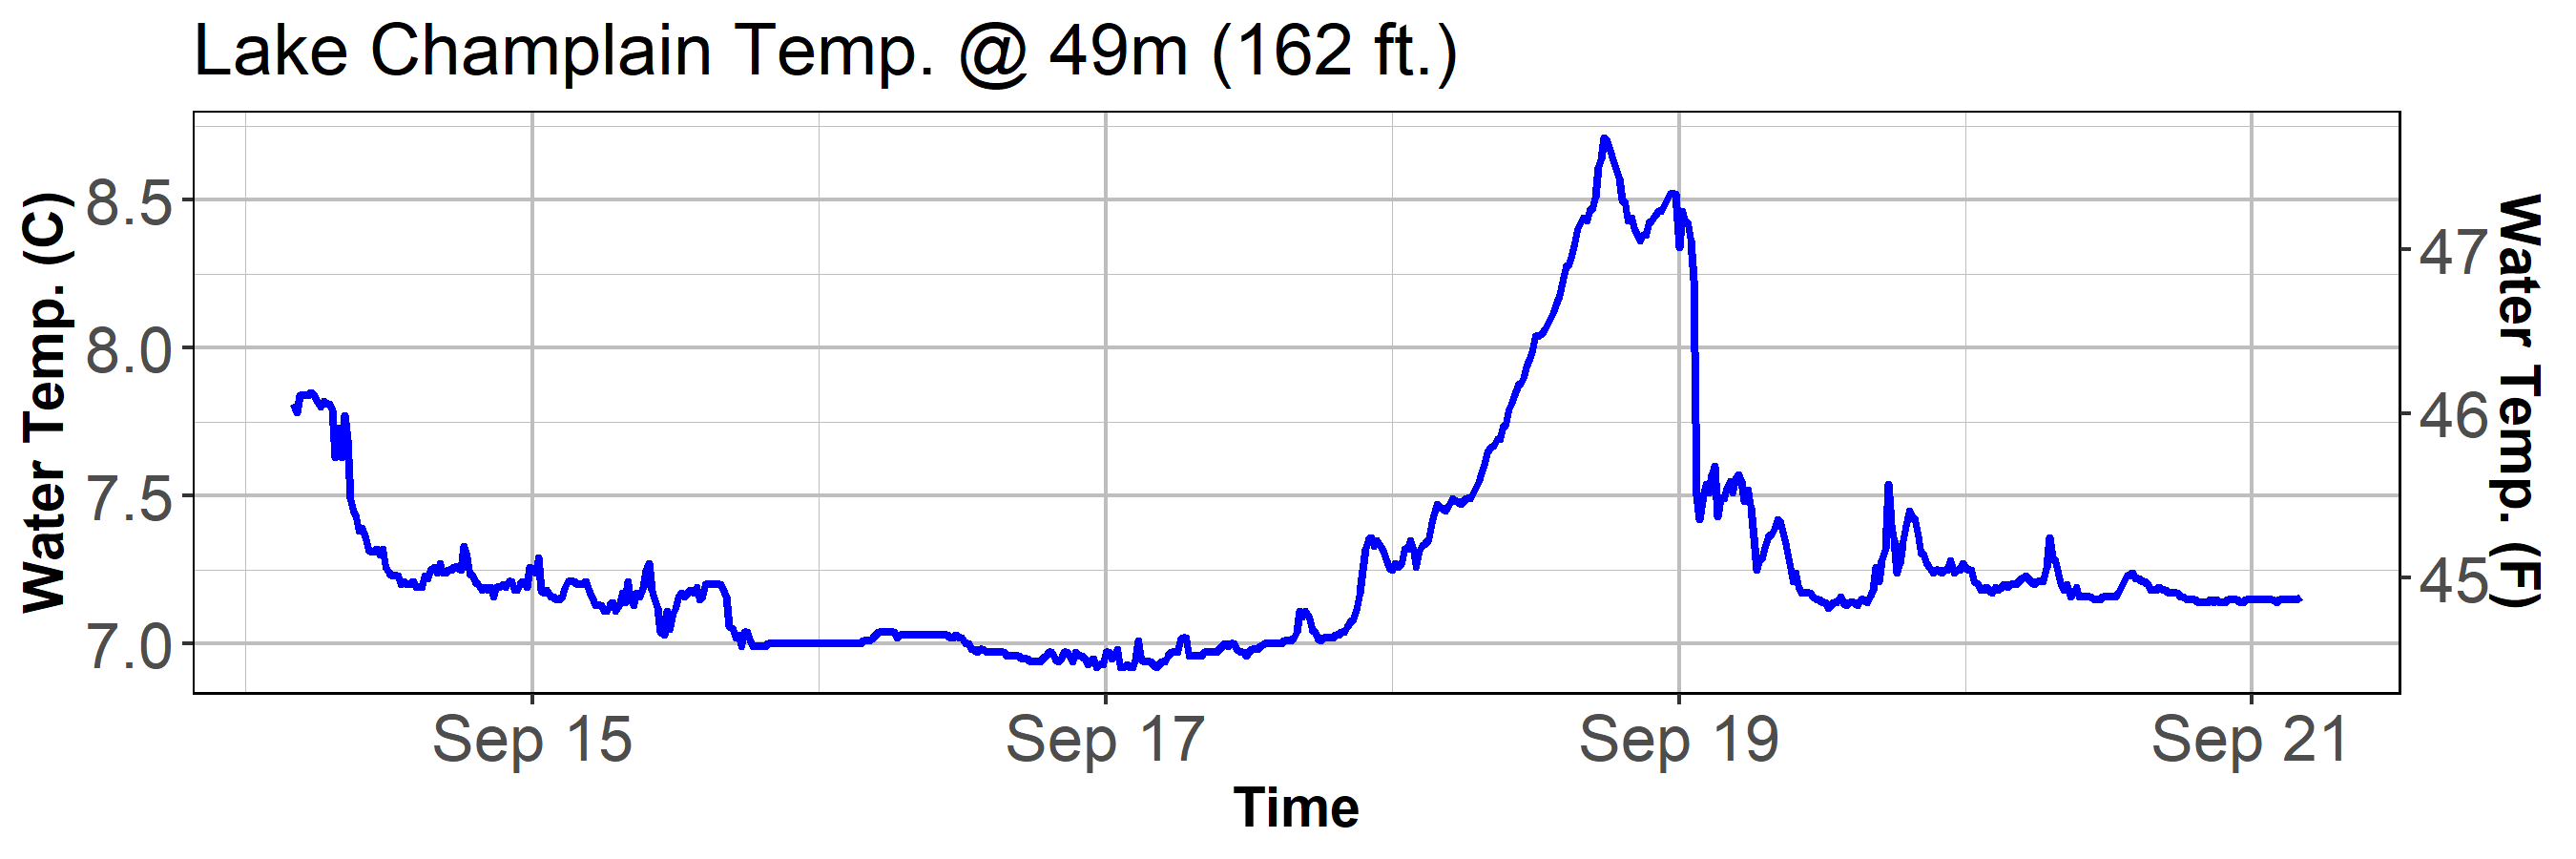 Lake Champlain Temp. @ 49m (162 ft.)
Water Temp. (C)
8.5
8.0
7.5
7.0
47
46
45
Water Temp. (F)
Sep 15 Sep 17 Sep 19 Sep 21
Time